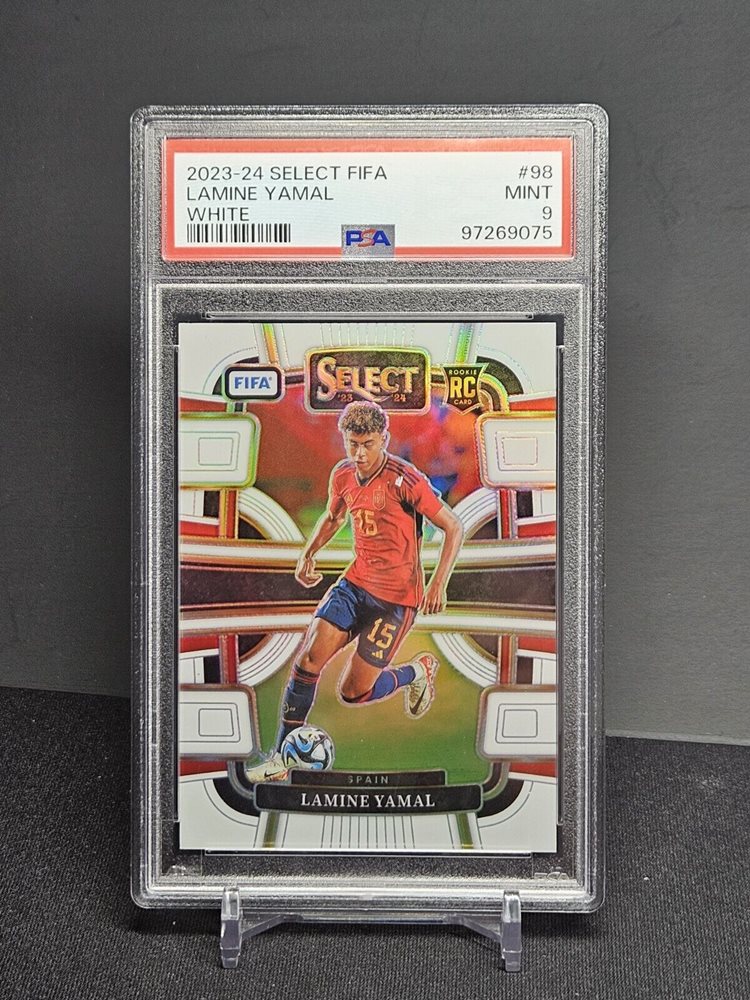 2023-24 SELECT FIFA #98
LAMINE YAMAL MINT
WHITE 9
PSA 97269075
FIFA
SELECT
'23 '24
ROOKIE
RC
CARD
15
15
SPAIN
LAMINE YAMAL